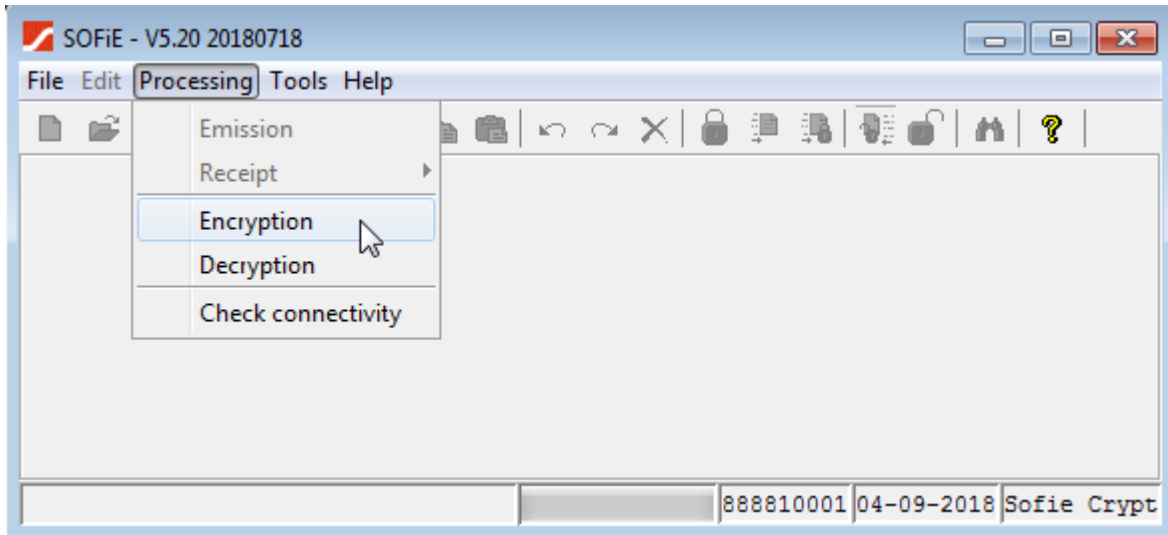 SOFiE - V5.20 20180718
File Edit Processing Tools Help
Emission
Receipt
Encryption
Decryption
Check connectivity
888810001 04-09-2018 Sofie Crypt